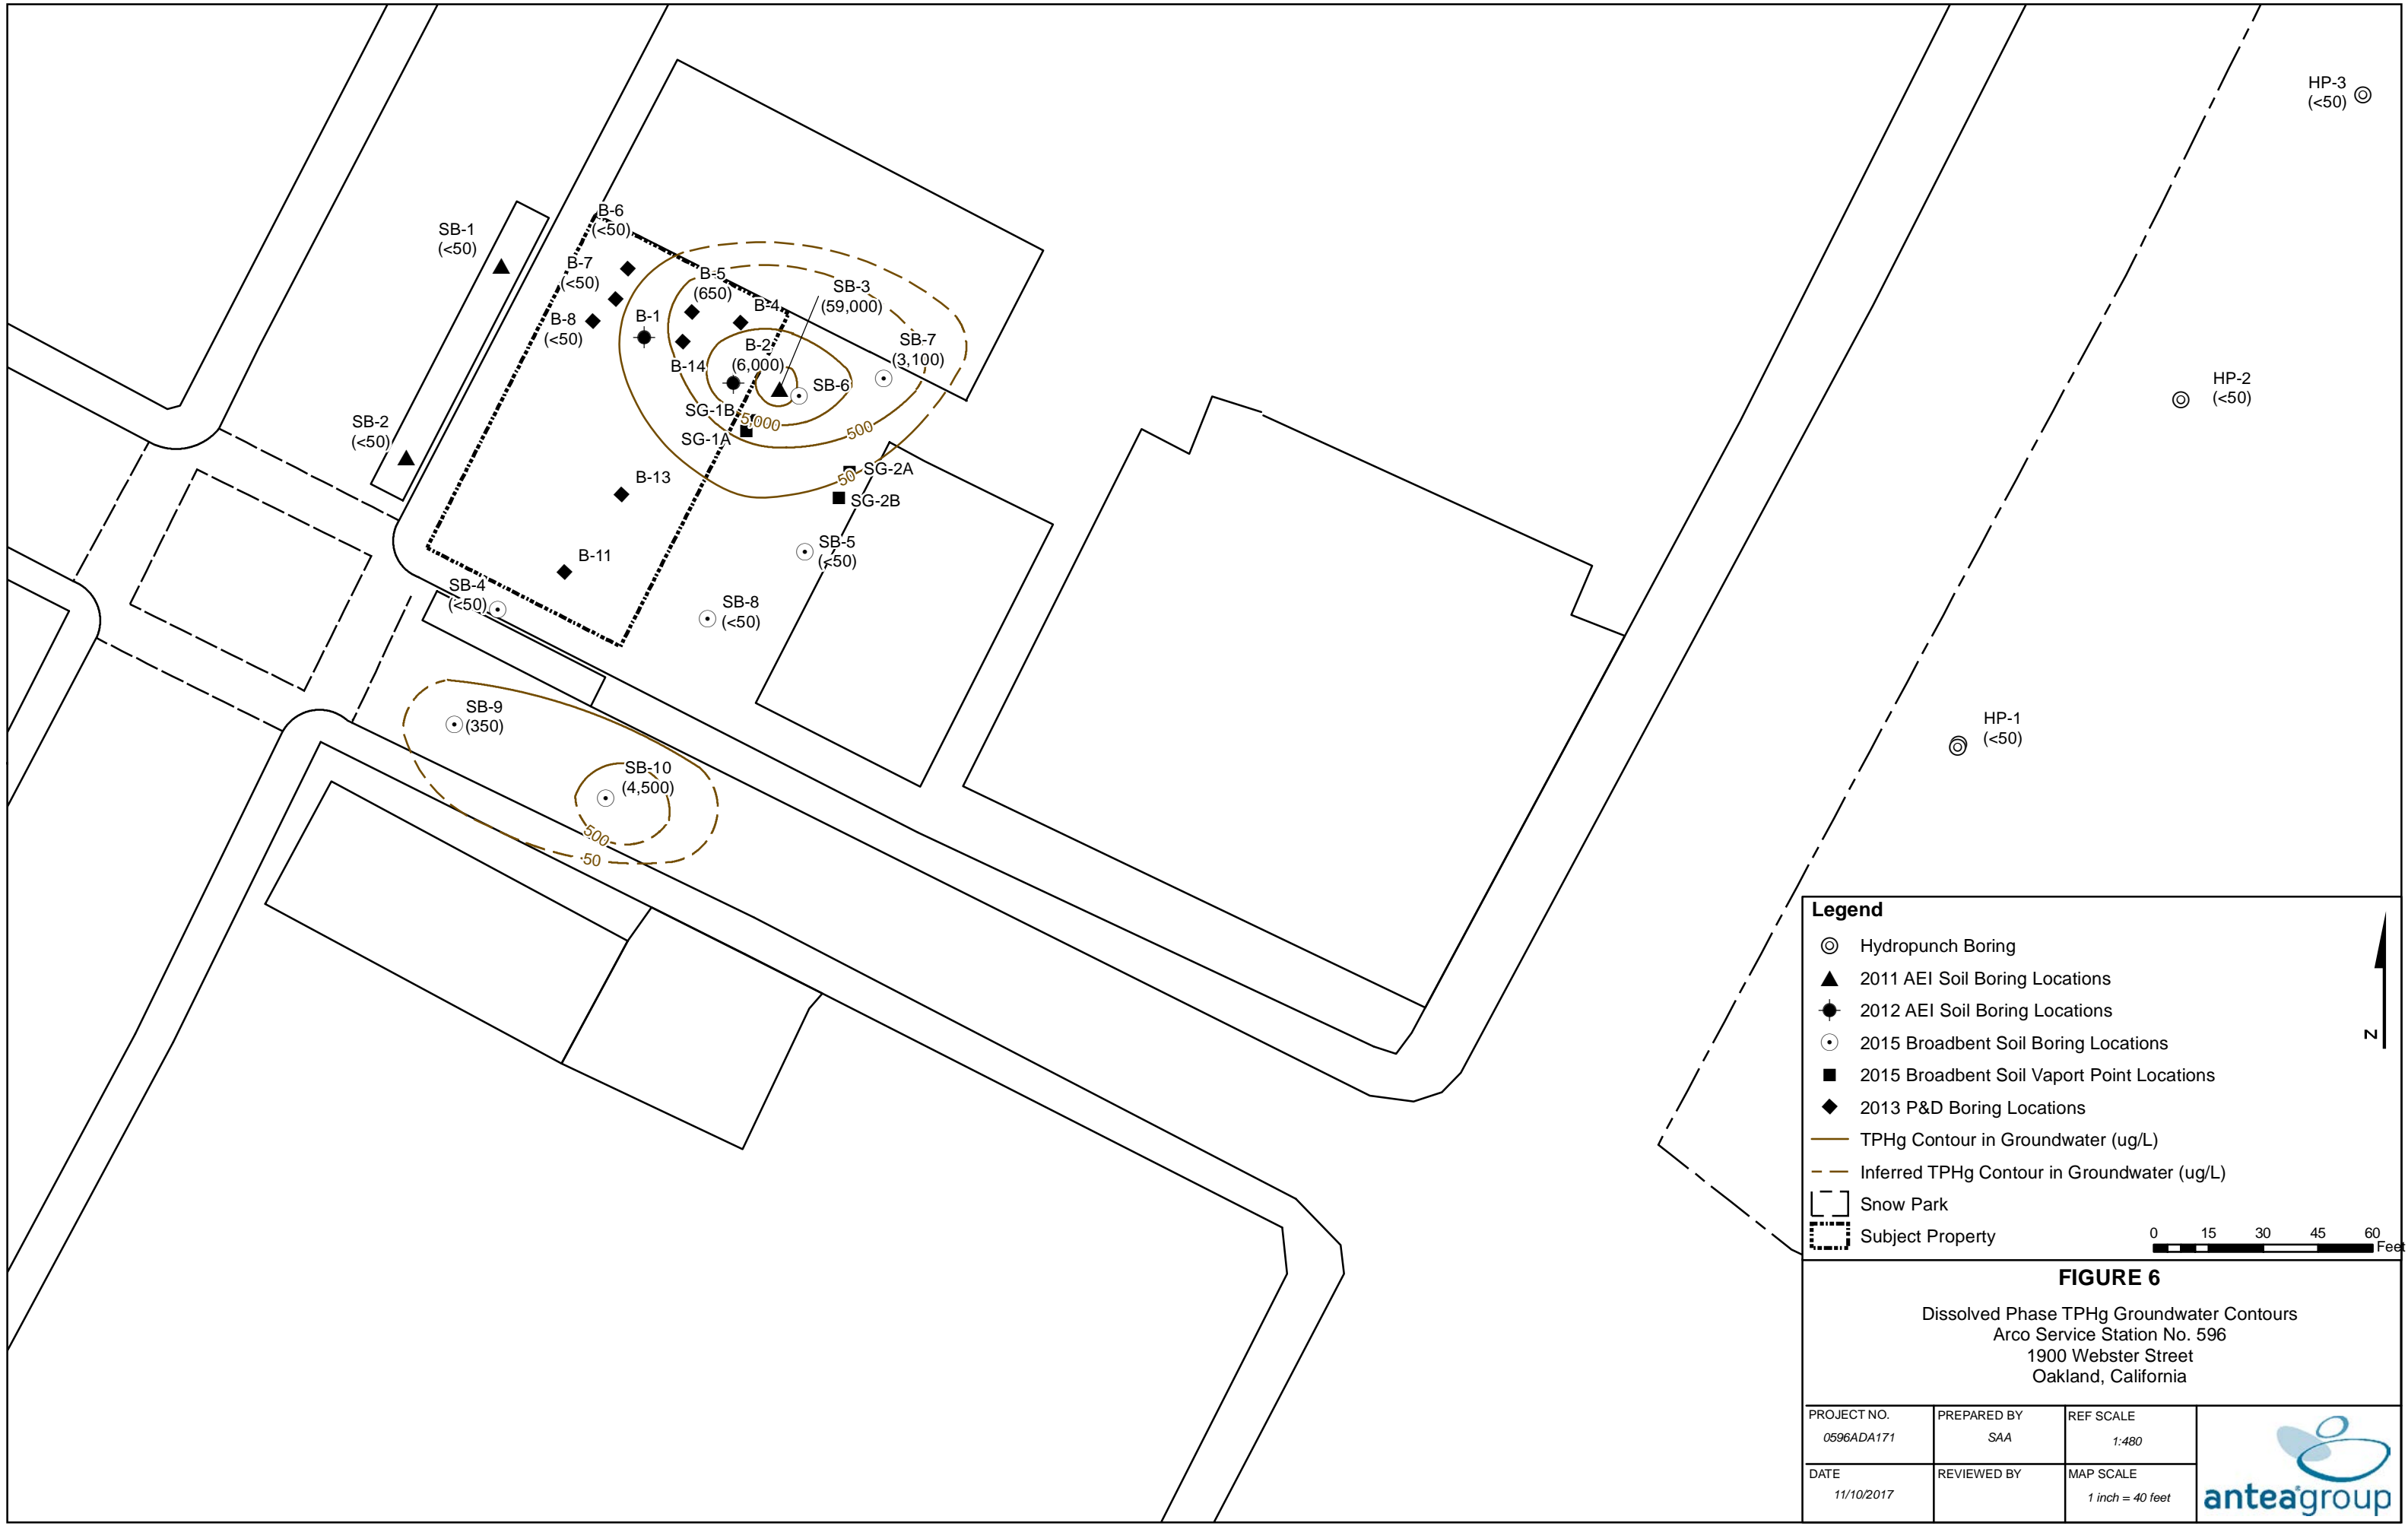 HP-3
(<50)
B-6
(<50)
SB-1
(<50)
B-7
(<50)
B-5
(650)
SB-3
(59,000)
B-4
B-8
(<50)
B-1
SB-7
(3,100)
B-2
(6,000)
B-14
SB-6
HP-2
(<50)
SG-1B
5,000
500
SG-1A
SB-2
(<50)
SG-2A
50
SG-2B
B-13
SB-5
(<50)
B-11
SB-4
(<50)
SB-8
(<50)
SB-9
(350)
HP-1
(<50)
SB-10
(4,500)
500
50
Legend
Hydropunch Boring
2011 AEI Soil Boring Locations
2012 AEI Soil Boring Locations
2015 Broadbent Soil Boring Locations
2015 Broadbent Soil Vaport Point Locations
2013 P&D Boring Locations
TPHg Contour in Groundwater (ug/L)
Inferred TPHg Contour in Groundwater (ug/L)
Snow Park
Subject Property
Z
0 15 30 45 60
Feet
FIGURE 6
Dissolved Phase TPHg Groundwater Contours
Arco Service Station No. 596
1900 Webster Street
Oakland, California
PROJECT NO.
0596ADA171
PREPARED BY
SAA
REF SCALE
1:480
DATE
11/10/2017
REVIEWED BY
MAP SCALE
1 inch = 40 feet
anteagroup